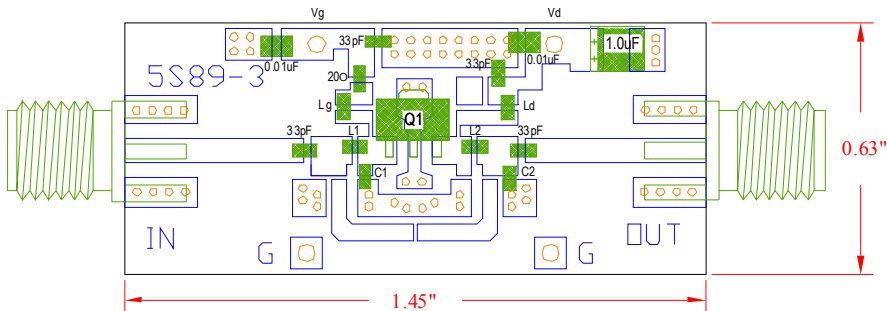 Vg
Vd
33pF
1.0uF
0.01uF
0.01uF
33pF
5S89-3
20O
Lg
Ld
Q1
33pF
L1
L2
33pF
C1
C2
0.63"
IN
OUT
G
G
1.45"